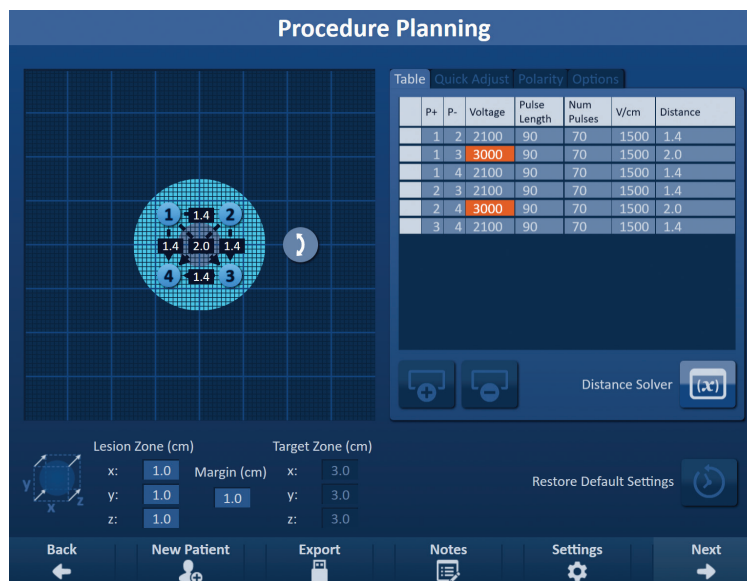 Procedure Planning
Table Quick Adjust Polarity Options
P+ P- Voltage Pulse Length Num Pulses V/cm Distance
1 2 2100 90 70 1500 1.4
1 3 3000 90 70 1500 2.0
1 4 2100 90 70 1500 1.4
2 3 2100 90 70 1500 1.4
2 4 3000 90 70 1500 2.0
3 4 2100 90 70 1500 1.4
1 1.4 2
1.4 2.0 1.4
4 1.4 3
Distance Solver (x)
Lesion Zone (cm) Target Zone (cm)
x: 1.0 Margin (cm) x: 3.0
y: 1.0 1.0 y: 3.0
z: 1.0 z: 3.0
y x z
Restore Default Settings
Back New Patient Export Notes Settings Next